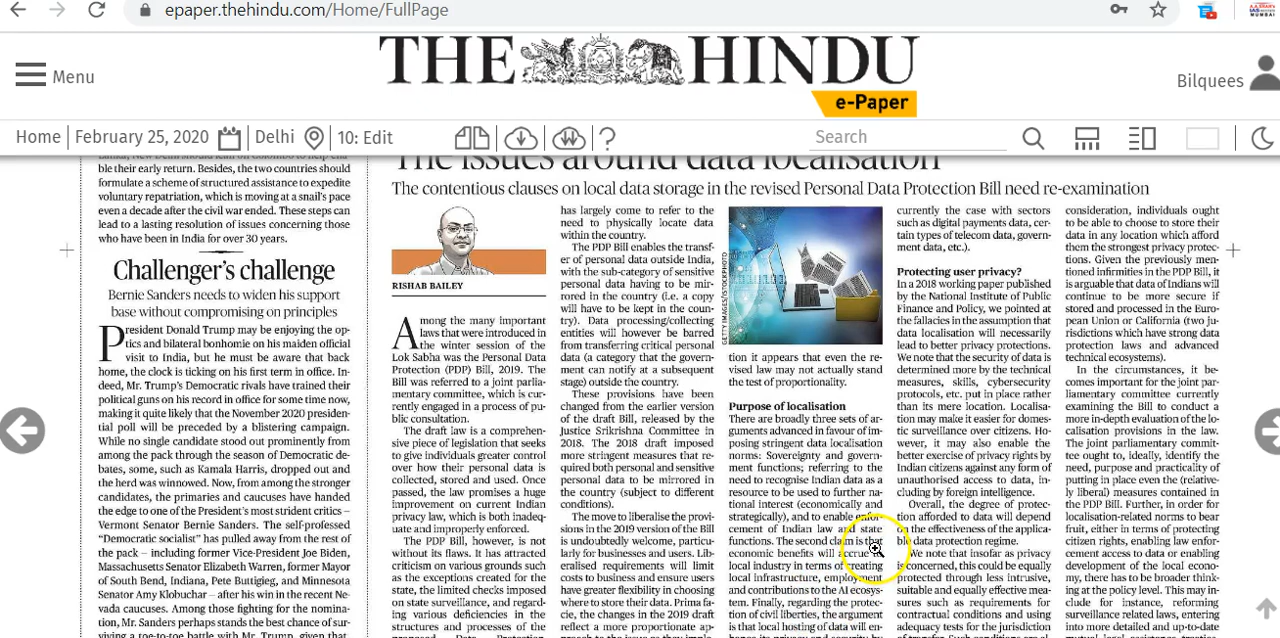 epaper.thehindu.com/Home/FullPage
Menu
THE HINDU
e-Paper
Bilquees
Home
February 25, 2020
Delhi
10: Edit
Search
ble their early return. Besides, the two countries should
formulate a scheme of structured assistance to expedite
voluntary repatriation, which is moving at a snail's pace
even a decade after the civil war ended. These steps can
lead to a lasting resolution of issues concerning those
who have been in India for over 30 years.
Challenger's challenge
Bernie Sanders needs to widen his support
base without compromising on principles
President Donald Trump may be enjoying the op-
tics and bilateral bonhomie on his maiden official
visit to India, but he must be aware that back
home, the clock is ticking on his first term in office. In-
deed, Mr. Trump's Democratic rivals have trained their
political guns on his record in office for some time now,
making it quite likely that the November 2020 presiden-
tial poll will be preceded by a blistering campaign.
While no single candidate stood out prominently from
among the pack through the season of Democratic de-
bates, some, such as Kamala Harris, dropped out and
the herd was winnowed. Now, from among the stronger
candidates, the primaries and caucuses have handed
the edge to one of the President's most strident critics –
Vermont Senator Bernie Sanders. The self-professed
"Democratic socialist" has pulled away from the rest of
the pack – including former Vice-President Joe Biden,
Massachusetts Senator Elizabeth Warren, former Mayor
of South Bend, Indiana, Pete Buttigieg, and Minnesota
Senator Amy Klobuchar – after his win in the recent Ne-
vada caucuses. Among those fighting for the nomina-
tion, Mr. Sanders perhaps stands the best chance of sur-
viving a toe-to-toe battle with Mr. Trump, given that
The issues around data localisation
The contentious clauses on local data storage in the revised Personal Data Protection Bill need re-examination
RISHAB BAILEY
Among the many important
laws that were introduced in
the winter session of the
Lok Sabha was the Personal Data
Protection (PDP) Bill, 2019. The
Bill was referred to a joint parlia-
mentary committee, which is cur-
rently engaged in a process of pu-
blic consultation.
The draft law is a comprehen-
sive piece of legislation that seeks
to give individuals greater control
over how their personal data is
collected, stored and used. Once
passed, the law promises a huge
improvement on current Indian
privacy law, which is both inadeq-
uate and improperly enforced.
The PDP Bill, however, is not
without its flaws. It has attracted
criticism on various grounds such
as the exceptions created for the
state, the limited checks imposed
on state surveillance, and regard-
ing various deficiencies in the
structures and processes of the
has largely come to refer to the
need to physically locate data
within the country.
The PDP Bill enables the transf-
er of personal data outside India,
with the sub-category of sensitive
personal data having to be mir-
rored in the country (i.e. a copy
will have to be kept in the coun-
try). Data processing/collecting
entities will however be barred
from transferring critical personal
data (a category that the govern-
ment can notify at a subsequent
stage) outside the country.
These provisions have been
changed from the earlier version
of the draft Bill, released by the
Justice Srikrishna Committee in
2018. The 2018 draft imposed
more stringent measures that re-
quired both personal and sensitive
personal data to be mirrored in
the country (subject to different
conditions).
The move to liberalise the provi-
sions in the 2019 version of the Bill
is undoubtedly welcome, particu-
larly for businesses and users. Lib-
eralised requirements will limit
costs to business and ensure users
have greater flexibility in choosing
where to store their data. Prima fa-
cie, the changes in the 2019 draft
reflect a more proportionate ap-
GETTY IMAGES/ISTOCKPHOTO
tion it appears that even the re-
vised law may not actually stand
the test of proportionality.
Purpose of localisation
There are broadly three sets of ar-
guments advanced in favour of im-
posing stringent data localisation
norms: Sovereignty and govern-
ment functions; referring to the
need to recognise Indian data as a
resource to be used to further na-
tional interest (economically and
strategically), and to enable enfor-
cement of Indian law and state
functions. The second claim is that
economic benefits will accrue to
local industry in terms of creating
local infrastructure, employment
and contributions to the AI ecosys-
tem. Finally, regarding the protec-
tion of civil liberties, the argument
is that local hosting of data will en-
currently the case with sectors
such as digital payments data, cer-
tain types of telecom data, govern-
ment data, etc.).
Protecting user privacy?
In a 2018 working paper published
by the National Institute of Public
Finance and Policy, we pointed at
the fallacies in the assumption that
data localisation will necessarily
lead to better privacy protections.
We note that the security of data is
determined more by the technical
measures, skills, cybersecurity
protocols, etc. put in place rather
than its mere location. Localisa-
tion may make it easier for domes-
tic surveillance over citizens. How-
ever, it may also enable the
better exercise of privacy rights by
Indian citizens against any form of
unauthorised access to data, in-
cluding by foreign intelligence.
Overall, the degree of protec-
tion afforded to data will depend
on the effectiveness of the applica-
ble data protection regime.
We note that insofar as privacy
is concerned, this could be equally
protected through less intrusive,
suitable and equally effective mea-
sures such as requirements for
contractual conditions and using
adequacy tests for the jurisdiction
consideration, individuals ought
to be able to choose to store their
data in any location which afford
them the strongest privacy protec-
tions. Given the previously men-
tioned infirmities in the PDP Bill, it
is arguable that data of Indians will
continue to be more secure if
stored and processed in the Euro-
pean Union or California (two ju-
risdictions which have strong data
protection laws and advanced
technical ecosystems).
In the circumstances, it be-
comes important for the joint par-
liamentary committee currently
examining the Bill to conduct a
more in-depth evaluation of the lo-
calisation provisions in the law.
The joint parliamentary commit-
tee ought to, ideally, identify the
need, purpose and practicality of
putting in place even the (relative-
ly liberal) measures contained in
the PDP Bill. Further, in order for
localisation-related norms to bear
fruit, either in terms of protecting
citizen rights, enabling law enfor-
cement access to data or enabling
development of the local econo-
my, there has to be broader think-
ing at the policy level. This may in-
clude for instance, reforming
surveillance related laws, entering
into more detailed and up-to-date